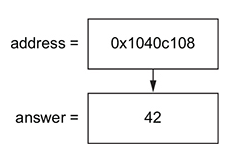 address = 0x1040c108
answer = 42